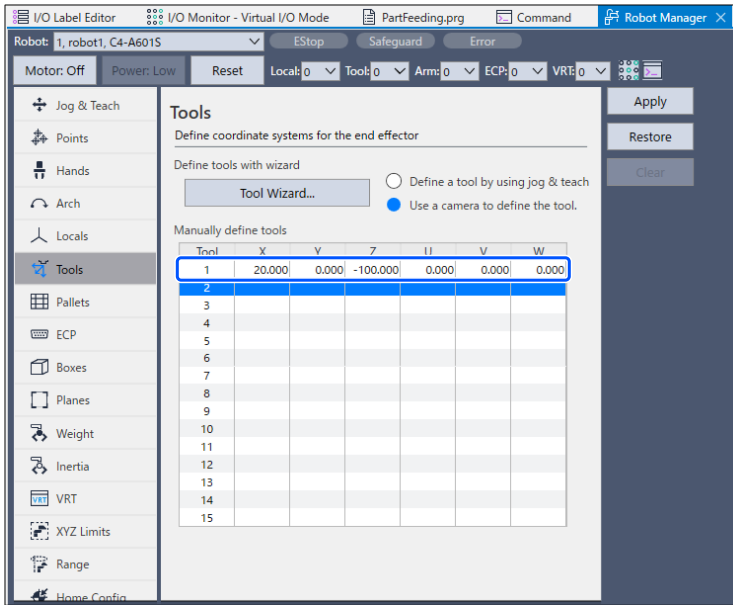 I/O Label Editor I/O Monitor - Virtual I/O Mode PartFeeding.prg Command Robot Manager
Robot: 1, robot1, C4-A601S EStop Safeguard Error
Motor: Off Power: Low Reset Local: 0 Tool: 0 Arm: 0 ECP: 0 VRT: 0
Jog & Teach
Points
Hands
Arch
Locals
Tools
Pallets
ECP
Boxes
Planes
Weight
Inertia
VRT
XYZ Limits
Range
Home Config
Tools
Define coordinate systems for the end effector
Define tools with wizard
Tool Wizard...
Define a tool by using jog & teach
Use a camera to define the tool.
Manually define tools
Tool X Y Z U V W
1 20.000 0.000 -100.000 0.000 0.000 0.000
2
3
4
5
6
7
8
9
10
11
12
13
14
15
Apply
Restore
Clear